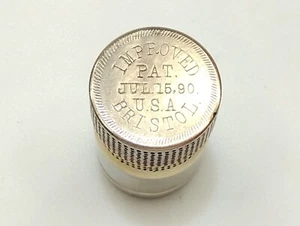 IMPROVED
PAT.
JUL.15,90.
U.S.A.
BRISTOL.